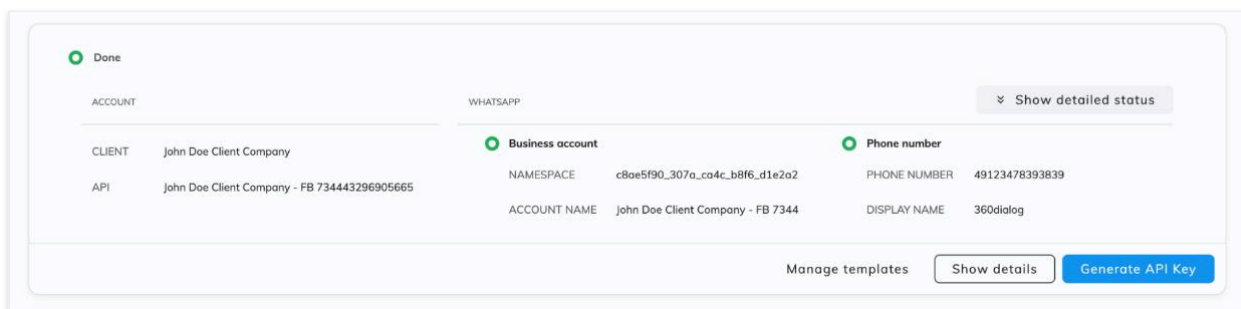 Done
ACCOUNT
WHATSAPP
Show detailed status
CLIENT John Doe Client Company
API John Doe Client Company - FB 734443296905665
Business account
NAMESPACE c8ae5f90_307a_ca4c_b8f6_d1e2a2
ACCOUNT NAME John Doe Client Company - FB 7344
Phone number
PHONE NUMBER 49123478393839
DISPLAY NAME 360dialog
Manage templates
Show details
Generate API Key